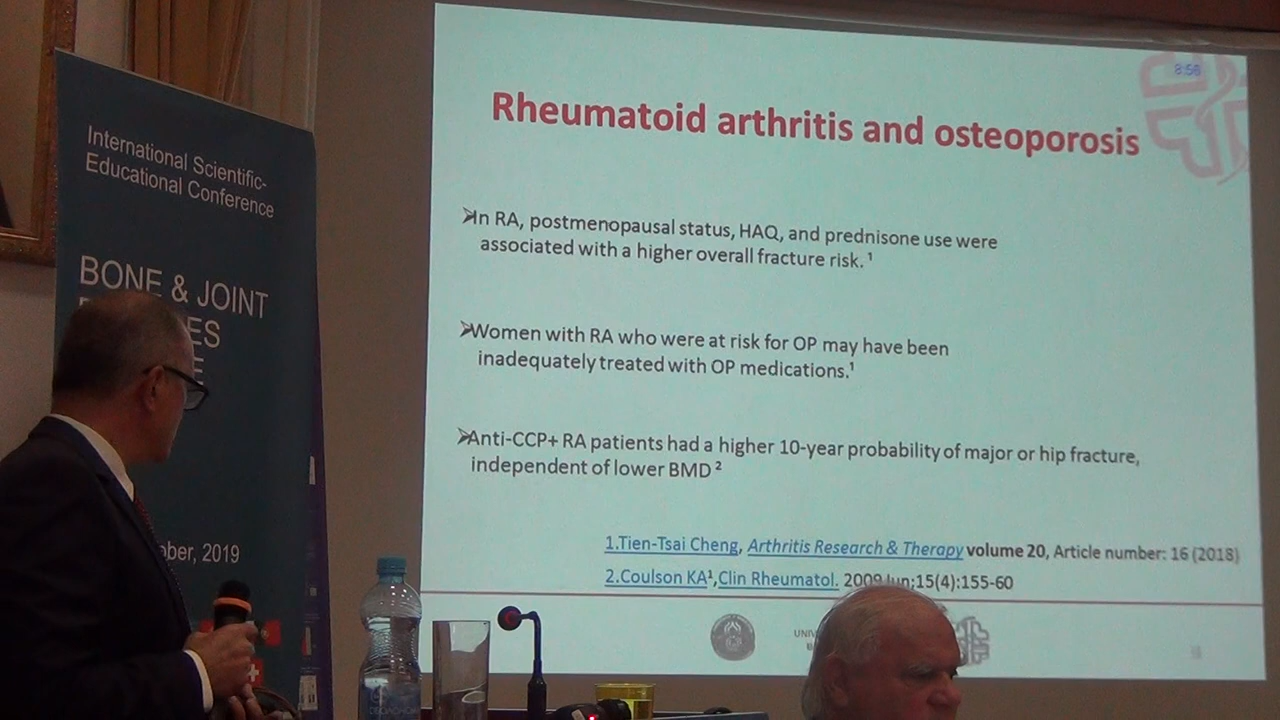 International Scientific-
Educational Conference
BONE & JOINT
ES
ober, 2019
8:56
Rheumatoid arthritis and osteoporosis
In RA, postmenopausal status, HAQ, and prednisone use were
associated with a higher overall fracture risk. ¹
Women with RA who were at risk for OP may have been
inadequately treated with OP medications.¹
Anti-CCP+ RA patients had a higher 10-year probability of major or hip fracture,
independent of lower BMD ²
1.Tien-Tsai Cheng, Arthritis Research & Therapy volume 20, Article number: 16 (2018)
2.Coulson KA¹,Clin Rheumatol. 2009 Jun;15(4):155-60
UNIV